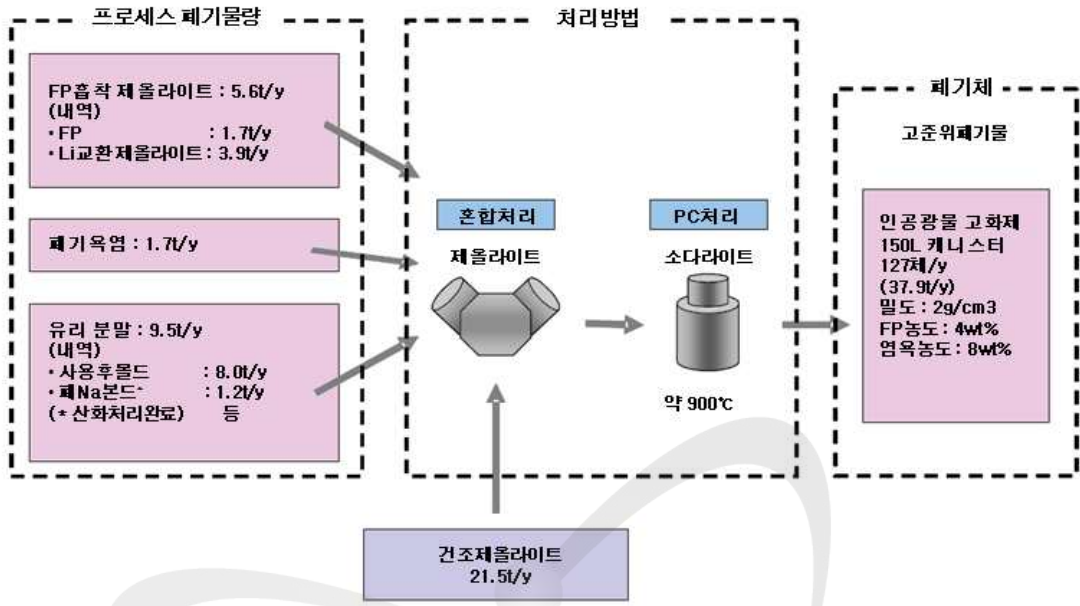 프로세스 폐기물량
FP흡착 제올라이트 : 5.6t/y
(내역)
・FP : 1.7t/y
・Li교환제올라이트 : 3.9t/y
폐기욕염 : 1.7t/y
유리 분말 : 9.5t/y
(내역)
・사용후몰드 : 8.0t/y
・폐Na본드* : 1.2t/y
(* 산화처리완료) 등
처리방법
혼합처리
제올라이트
PC처리
소다라이트
약 900℃
건조제올라이트
21.5t/y
폐기체
고준위폐기물
인공광물 고화체
150L 캐니스터
127체/y
(37.9t/y)
밀도 : 2g/cm3
FP농도 : 4wt%
염욕농도 : 8wt%